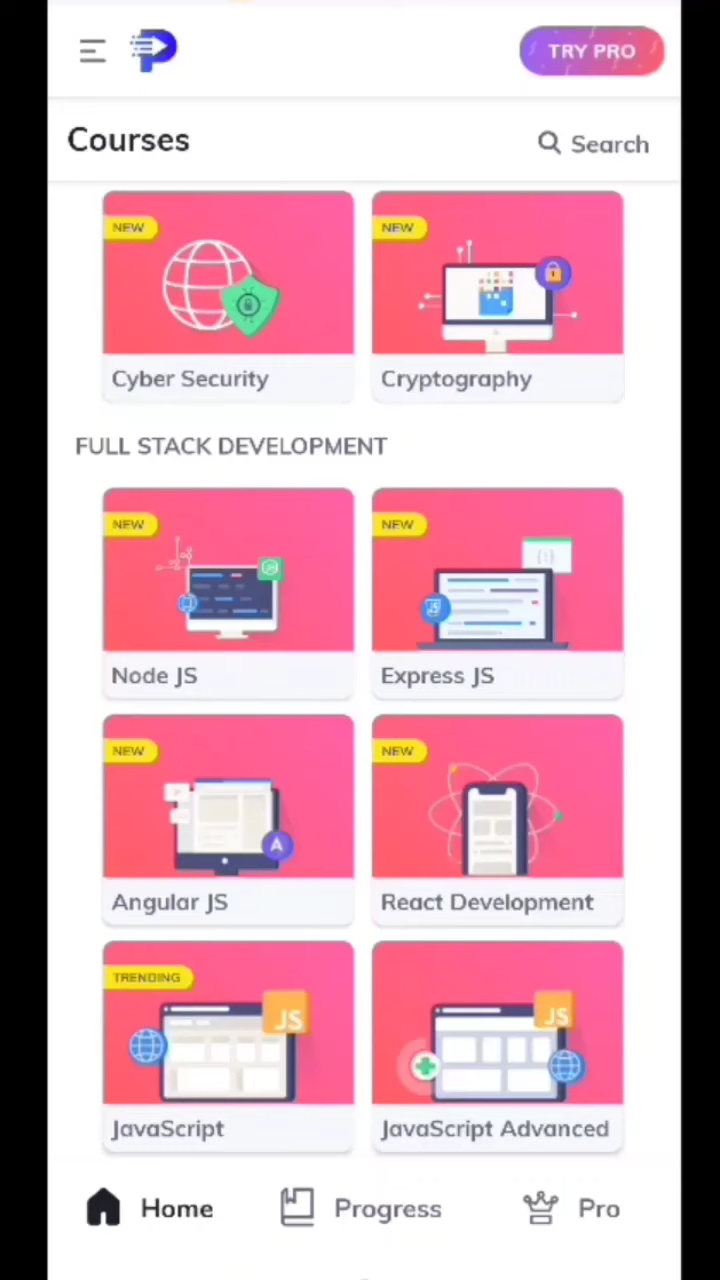 TRY PRO
Courses
Search
NEW
NEW
Cyber Security
Cryptography
FULL STACK DEVELOPMENT
NEW
NEW
{;}
JS
Node JS
Express JS
NEW
NEW
A
Angular JS
React Development
TRENDING
JS
JS
JavaScript
JavaScript Advanced
Home
Progress
Pro